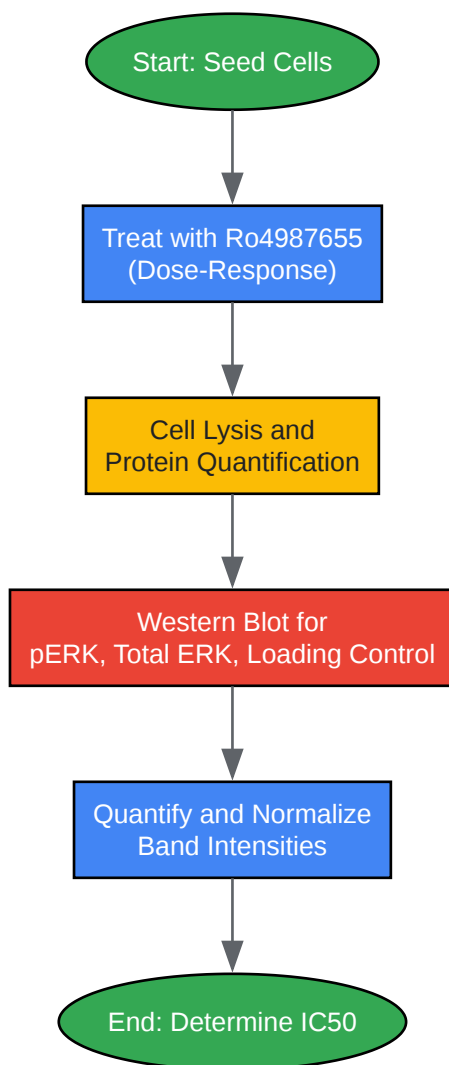 Start: Seed Cells
Treat with Ro4987655
(Dose-Response)
Cell Lysis and
Protein Quantification
Western Blot for
pERK, Total ERK, Loading Control
Quantify and Normalize
Band Intensities
End: Determine IC50